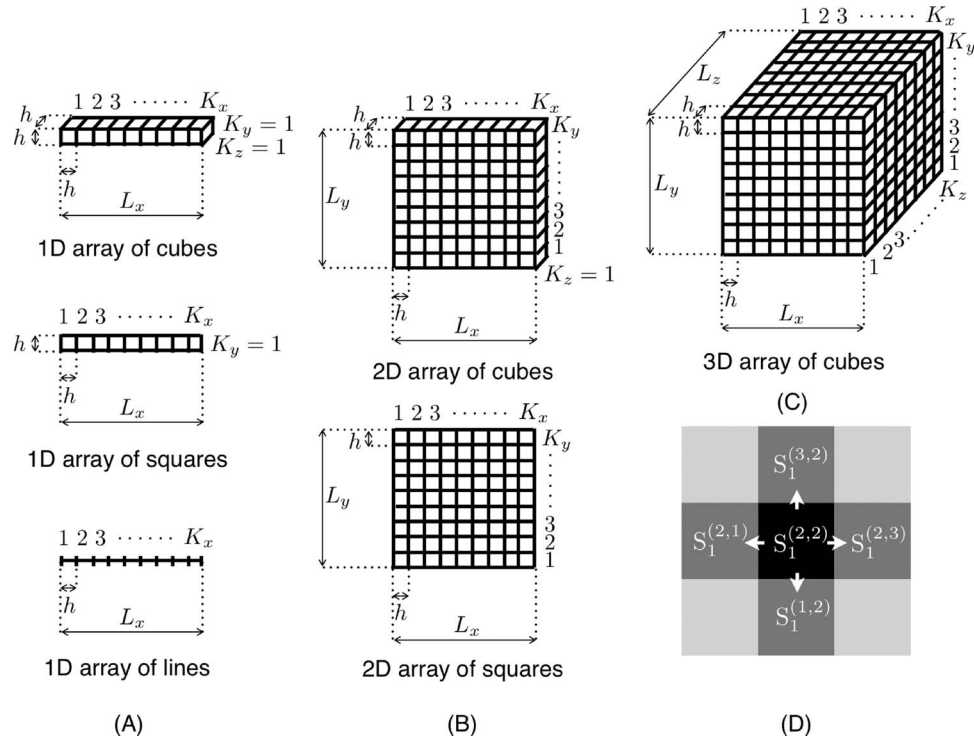 1 2 3 ⋯⋯ K_x
h
K_y = 1
h
K_z = 1
h
L_x
1D array of cubes
1 2 3 ⋯⋯ K_x
h
K_y = 1
h
L_x
1D array of squares
1 2 3 ⋯⋯ K_x
h
L_x
1D array of lines
(A)
1 2 3 ⋯⋯ K_x
h
K_y
L_y
3
2
1
K_z = 1
h
L_x
2D array of cubes
1 2 3 ⋯⋯ K_x
h
K_y
L_y
3
2
1
h
L_x
2D array of squares
(B)
1 2 3 ⋯⋯ K_x
K_y
L_z
h
h
L_y
3
2
1
K_z
3
2
1
h
L_x
3D array of cubes
(C)
S_1^{(3,2)}
S_1^{(2,1)} S_1^{(2,2)} S_1^{(2,3)}
S_1^{(1,2)}
(D)